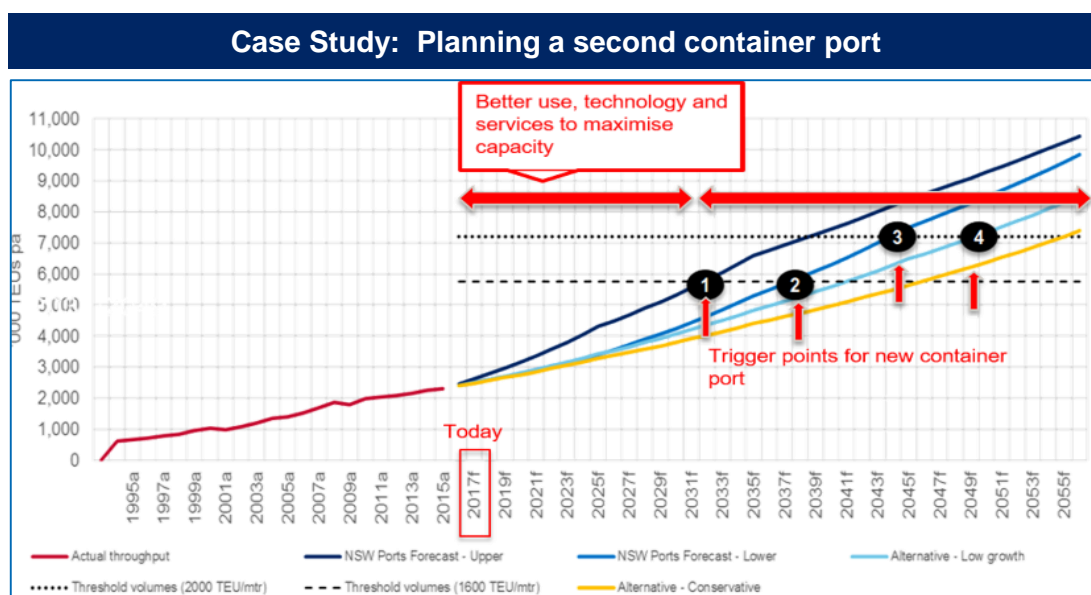 Case Study:  Planning a second container port
Better use, technology and
services to maximise
capacity
11,000
10,000
9,000
8,000
7,000
6,000
5,000
4,000
3,000
2,000
1,000
0
000 TEUs pa
1
2
3
4
Trigger points for new container
port
Today
1995a
1997a
1999a
2001a
2003a
2005a
2007a
2009a
2011a
2013a
2015a
2017f
2019f
2021f
2023f
2025f
2027f
2029f
2031f
2033f
2035f
2037f
2039f
2041f
2043f
2045f
2047f
2049f
2051f
2053f
2055f
Actual throughput
NSW Ports Forecast - Upper
NSW Ports Forecast - Lower
Alternative - Low growth
Threshold volumes (2000 TEU/mtr)
Threshold volumes (1600 TEU/mtr)
Alternative - Conservative